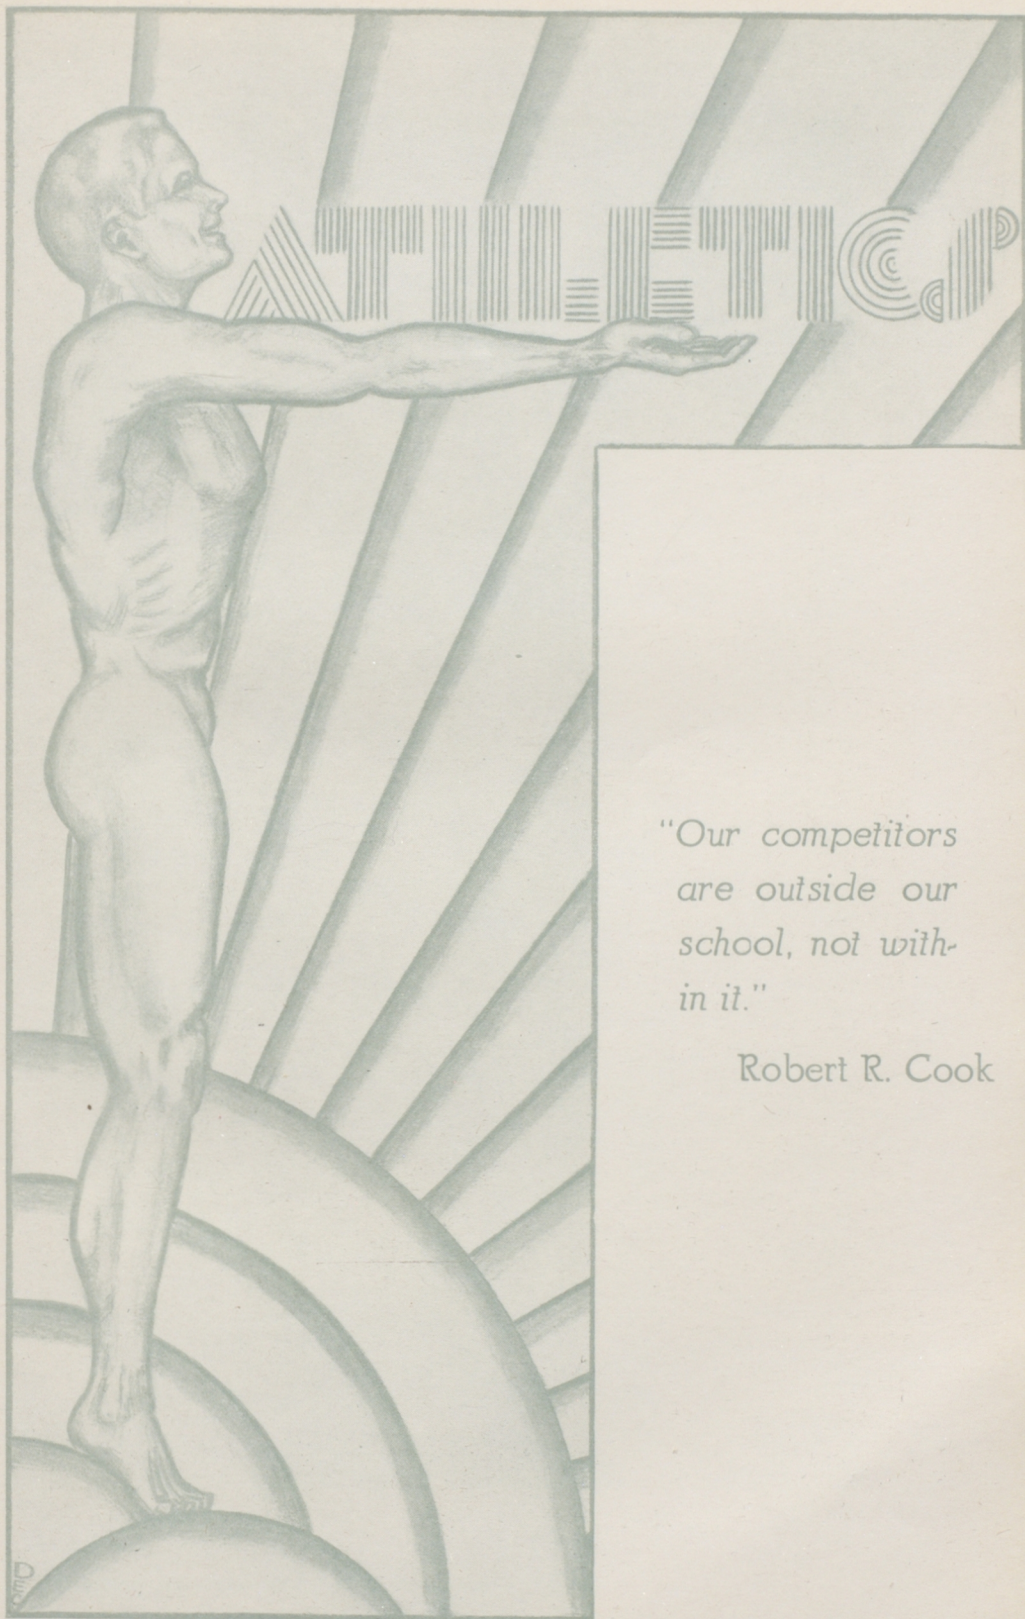 ATHLETICS
"Our competitors
are outside our
school, not with-
in it."
Robert R. Cook